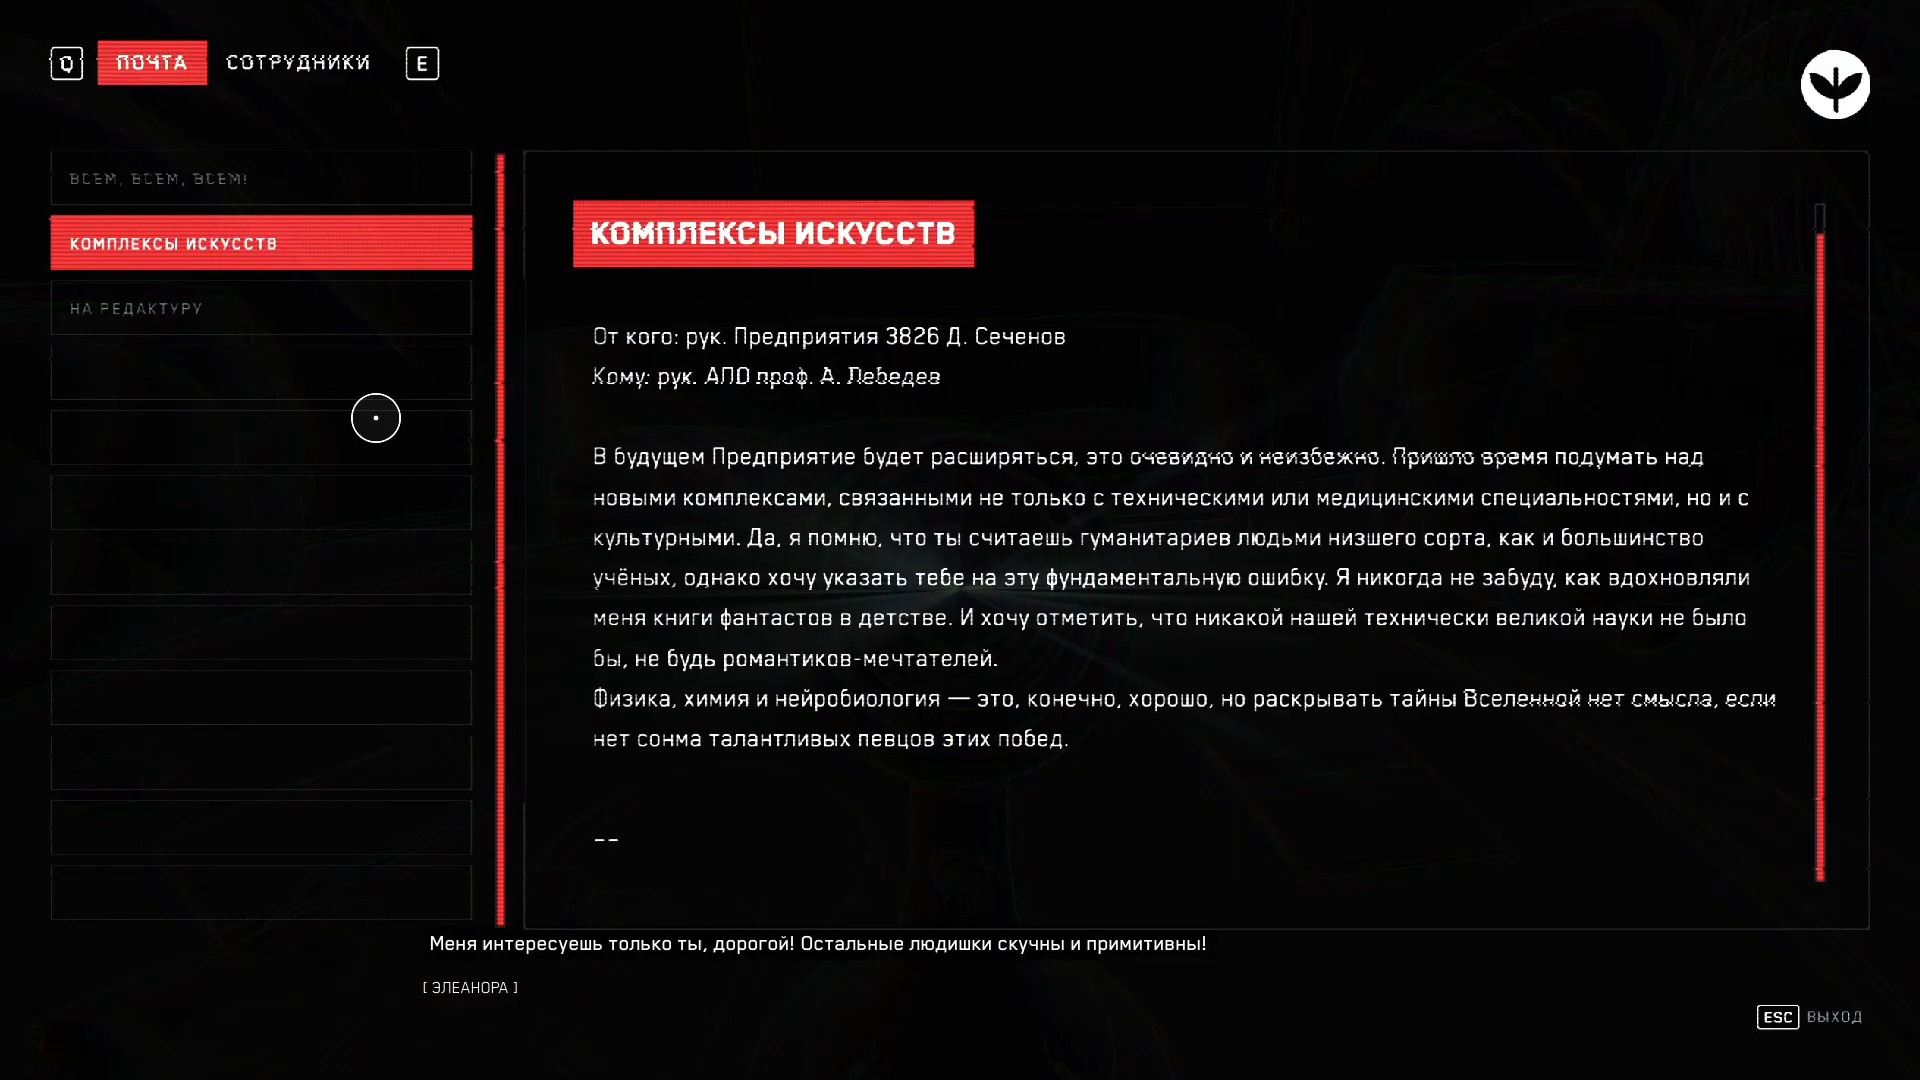 Q ПОЧТА СОТРУДНИКИ E
ВСЕМ, ВСЕМ, ВСЕМ!
КОМПЛЕКСЫ ИСКУССТВ
НА РЕДАКТУРУ
КОМПЛЕКСЫ ИСКУССТВ
От кого: рук. Предприятия 3826 Д. Сеченов
Кому: рук. АПО проф. А. Лебедев
В будущем Предприятие будет расширяться, это очевидно и неизбежно. Пришло время подумать над
новыми комплексами, связанными не только с техническими или медицинскими специальностями, но и с
культурными. Да, я помню, что ты считаешь гуманитариев людьми низшего сорта, как и большинство
учёных, однако хочу указать тебе на эту фундаментальную ошибку. Я никогда не забуду, как вдохновляли
меня книги фантастов в детстве. И хочу отметить, что никакой нашей технически великой науки не было
бы, не будь романтиков-мечтателей.
Физика, химия и нейробиология — это, конечно, хорошо, но раскрывать тайны Вселенной нет смысла, если
нет сонма талантливых певцов этих побед.
--
Меня интересуешь только ты, дорогой! Остальные людишки скучны и примитивны!
[ ЭЛЕАНОРА ]
ESC ВЫХОД